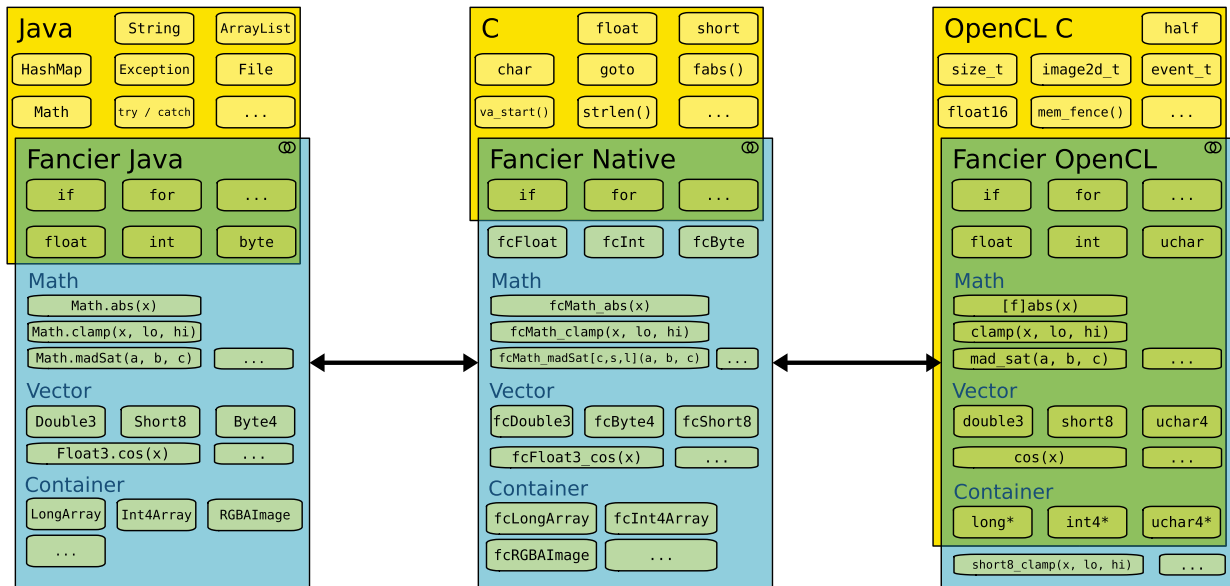 Java
String
ArrayList
HashMap
Exception
File
Math
try / catch
...
Fancier Java
if
for
...
float
int
byte
Math
Math.abs(x)
Math.clamp(x, lo, hi)
Math.madSat(a, b, c)
...
Vector
Double3
Short8
Byte4
Float3.cos(x)
...
Container
LongArray
Int4Array
RGBAImage
...
C
float
short
char
goto
fabs()
va_start()
strlen()
...
Fancier Native
if
for
...
fcFloat
fcInt
fcByte
Math
fcMath_abs(x)
fcMath_clamp(x, lo, hi)
fcMath_madSat[c,s,l](a, b, c)
...
Vector
fcDouble3
fcByte4
fcShort8
fcFloat3_cos(x)
...
Container
fcLongArray
fcInt4Array
fcRGBAImage
...
OpenCL C
half
size_t
image2d_t
event_t
float16
mem_fence()
...
Fancier OpenCL
if
for
...
float
int
uchar
Math
[f]abs(x)
clamp(x, lo, hi)
mad_sat(a, b, c)
...
Vector
double3
short8
uchar4
cos(x)
...
Container
long*
int4*
uchar4*
short8_clamp(x, lo, hi)
...